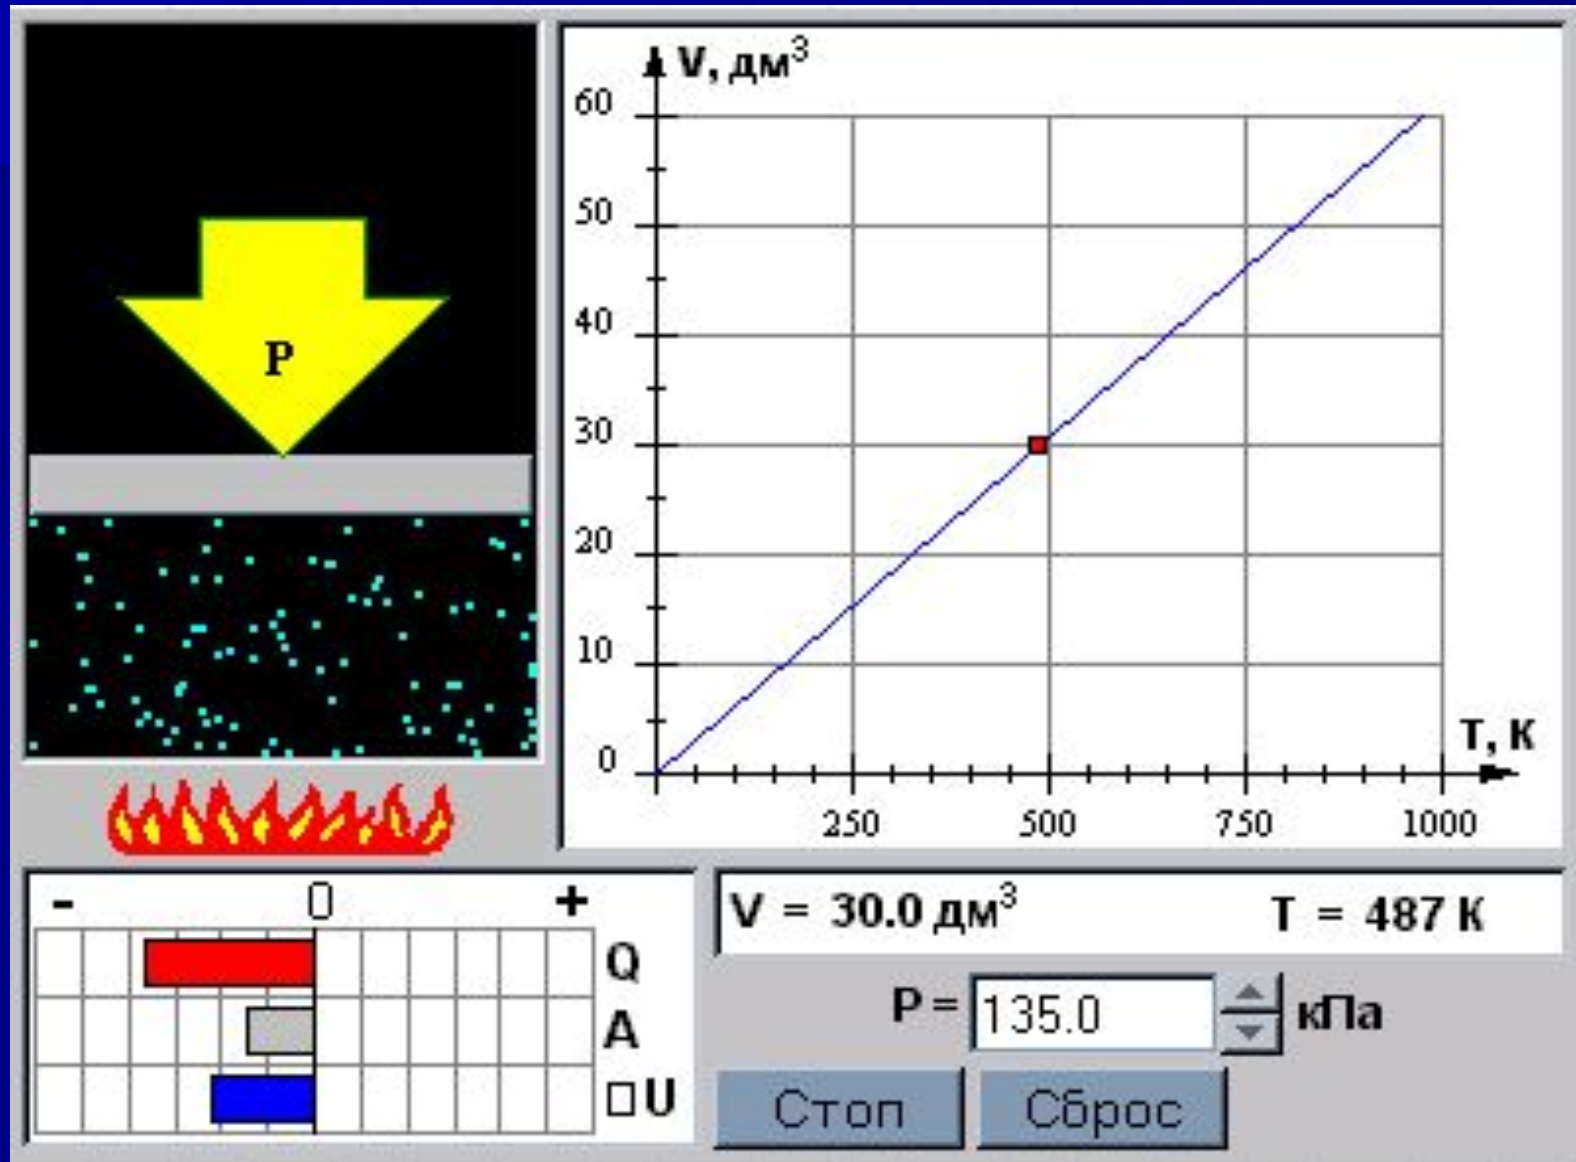 P
V, дм³
60
50
40
30
20
10
0
250 500 750 1000
T, К
- 0 +
Q
A
□U
V = 30.0 дм³ T = 487 К
P = 135.0 кПа
Стоп Сброс